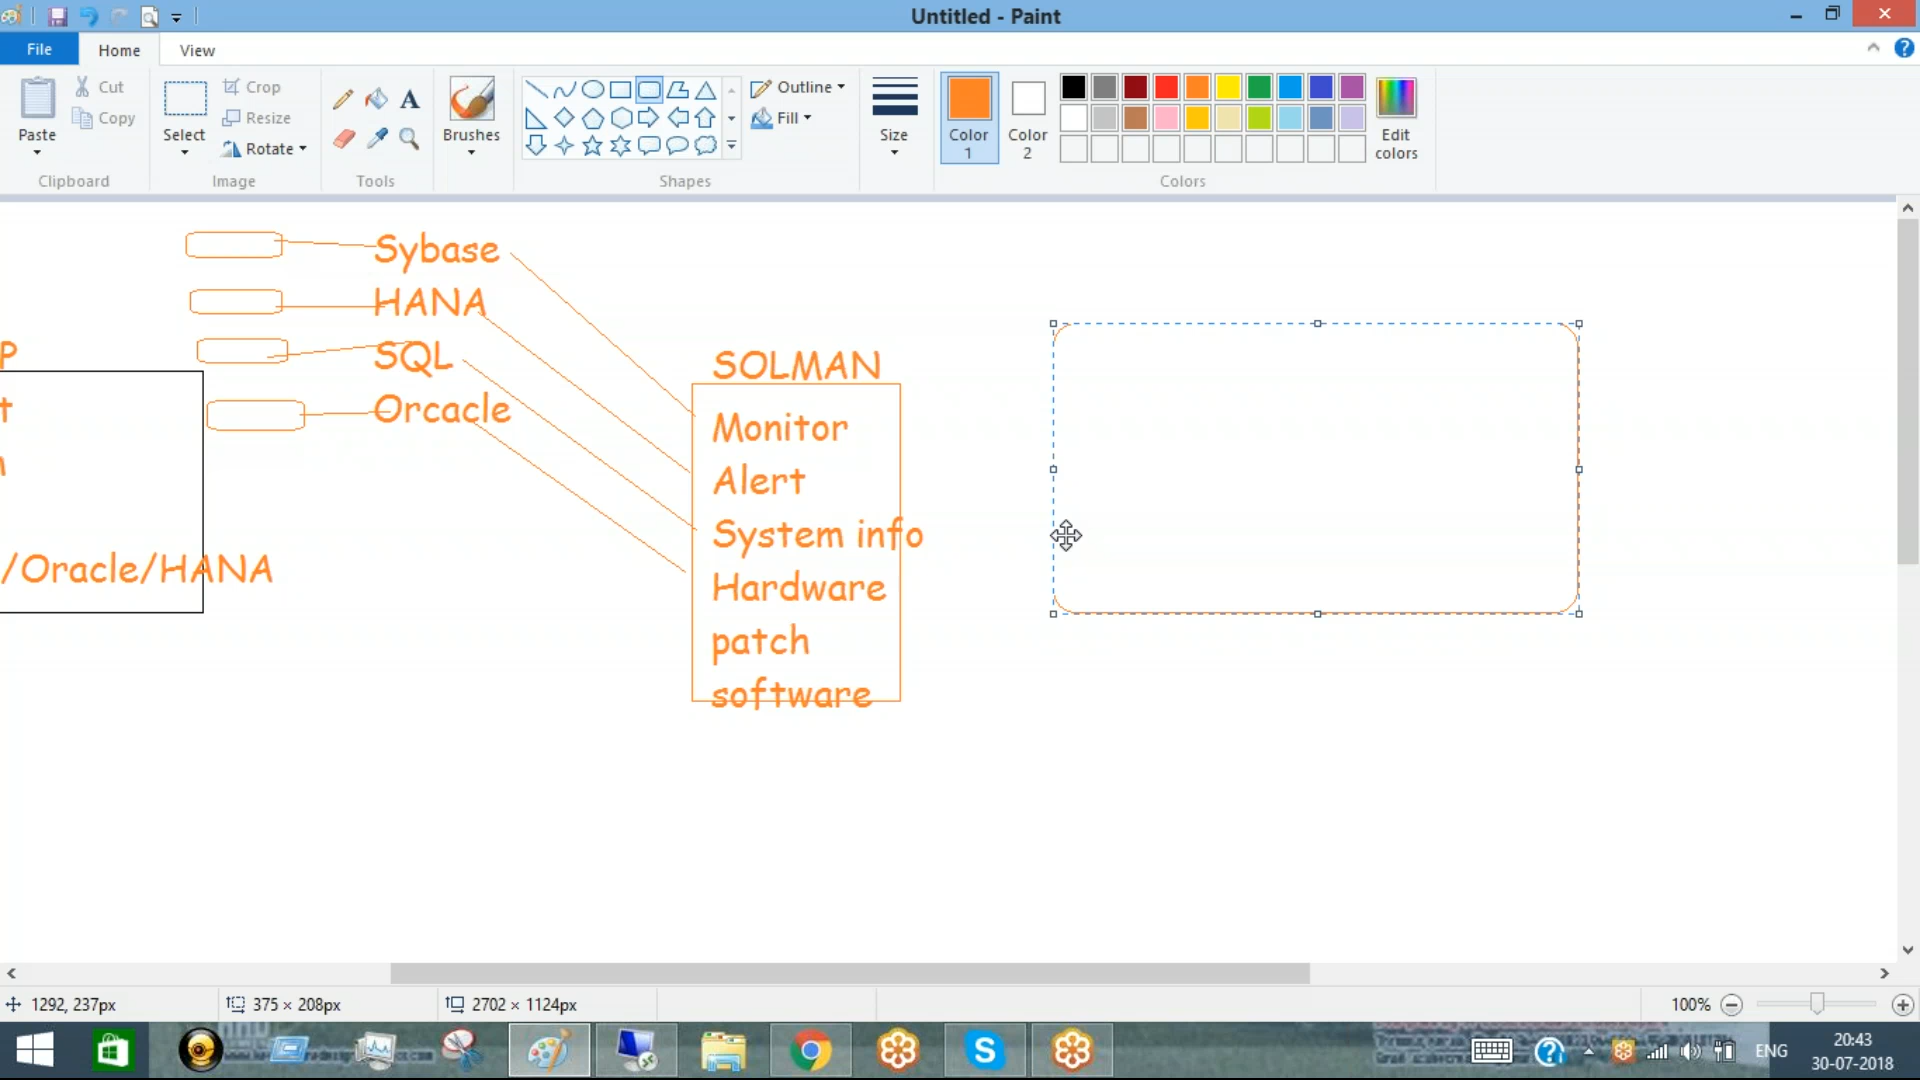 Untitled - Paint
File
Home
View
Paste
Cut
Copy
Clipboard
Select
Crop
Resize
Rotate
Image
Tools
A
Brushes
Shapes
Outline
Fill
Size
Color 1
Color 2
Edit colors
Colors
Sybase
HANA
SQL
Orcacle
P
t
/Oracle/HANA
SOLMAN
Monitor
Alert
System info
Hardware
patch
software
1292, 237px
375 × 208px
2702 × 1124px
100%
ENG
20:43
30-07-2018